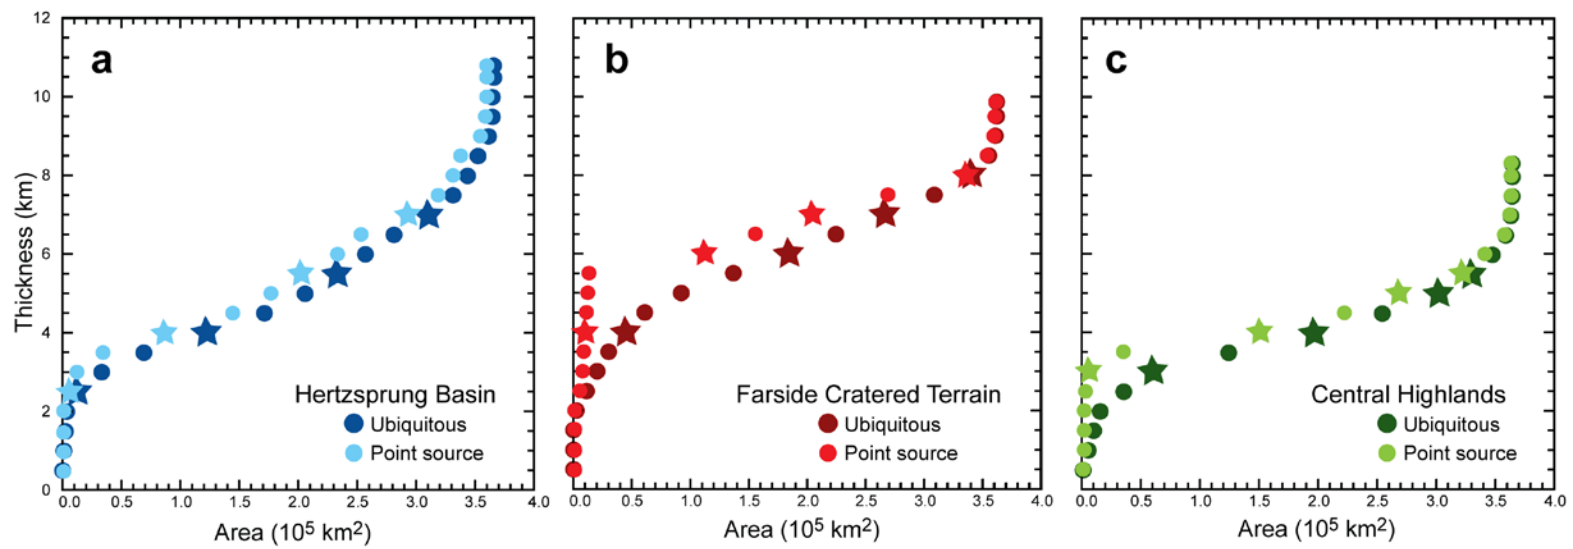 a
b
c
12
10
8
6
4
2
0
Thickness (km)
Hertzsprung Basin
Ubiquitous
Point source
Farside Cratered Terrain
Ubiquitous
Point source
Central Highlands
Ubiquitous
Point source
0.0 0.5 1.0 1.5 2.0 2.5 3.0 3.5 4.0
0.0 0.5 1.0 1.5 2.0 2.5 3.0 3.5 4.0
0.0 0.5 1.0 1.5 2.0 2.5 3.0 3.5 4.0
Area (10⁵ km²)
Area (10⁵ km²)
Area (10⁵ km²)